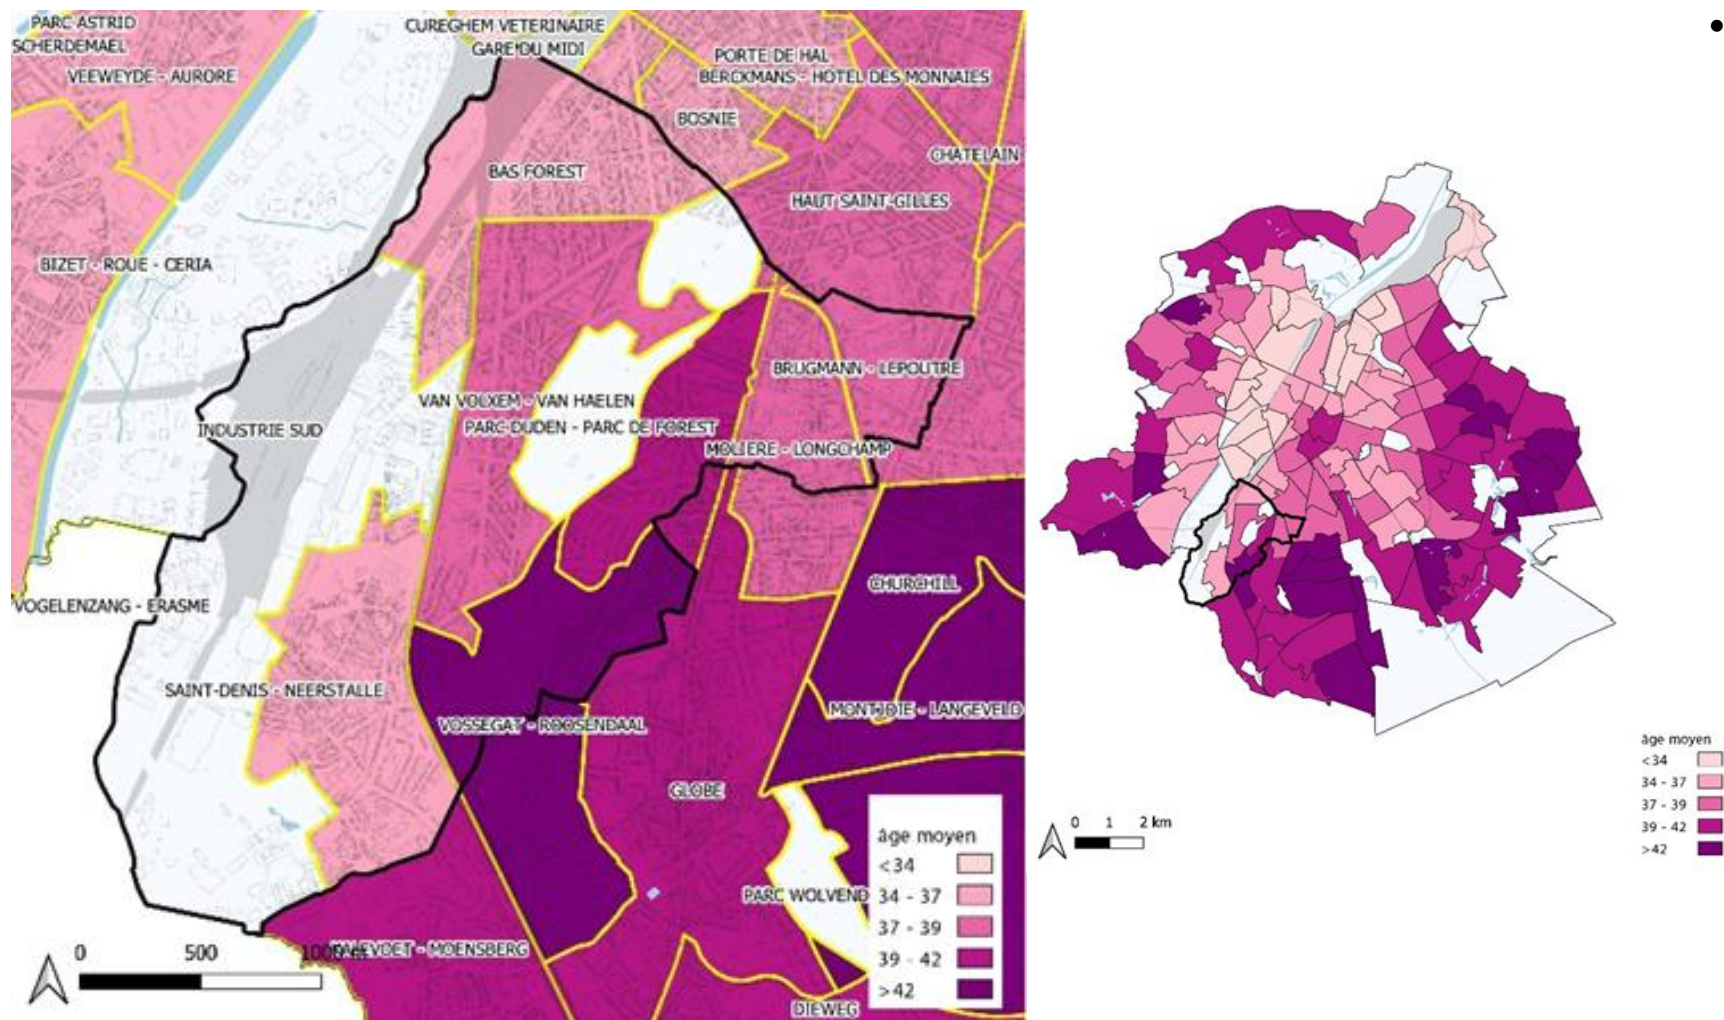 PARC ASTRID
SCHERDEMAEL
VEEWEYDE - AURORE
CUREGHEM VETERINAIRE
GARE DU MIDI
PORTE DE HAL
BERCKMANS - HOTEL DES MONNAIES
BOSNIE
CHATELAIN
BAS FOREST
HAUT SAINT-GILLES
BIZET - ROUE - CERIA
BRUGMANN - LEPOUTRE
VAN VOLXEM - VAN HAELEN
PARC DUDEN - PARC DE FOREST
INDUSTRIE SUD
MOLIERE - LONGCHAMP
CHURCHILL
VOGELENZANG - ERASME
SAINT-DENIS - NEERSTALLE
MONTJOIE - LANGEVELD
VOSSEGAT - ROOSENDAAL
GLOBE
PARC WOLVEND
MOENSBERG
DIEWEG
0 500
âge moyen
<34
34 - 37
37 - 39
39 - 42
>42
0 1 2 km
âge moyen
<34
34 - 37
37 - 39
39 - 42
>42